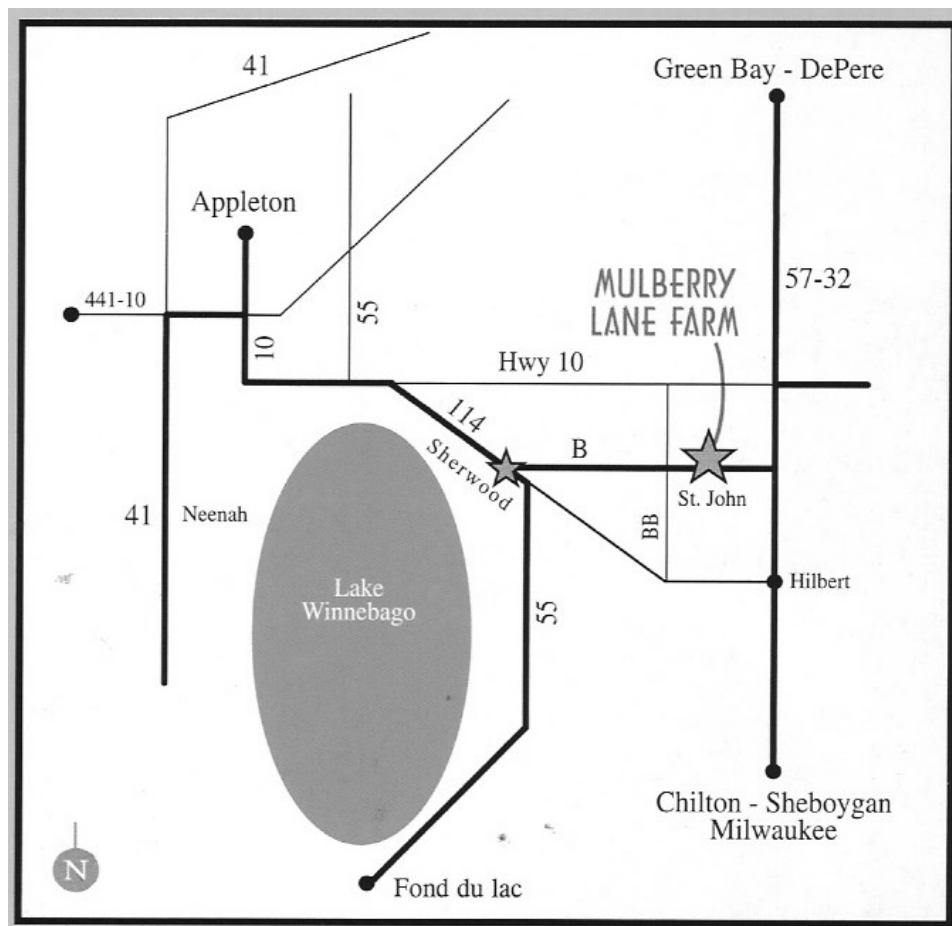 41
Green Bay - DePere
Appleton
441-10
10
55
57-32
MULBERRY
LANE FARM
Hwy 10
114
Sherwood
B
St. John
BB
41
Neenah
Lake
Winnebago
55
Hilbert
Chilton - Sheboygan
Milwaukee
Fond du lac
N